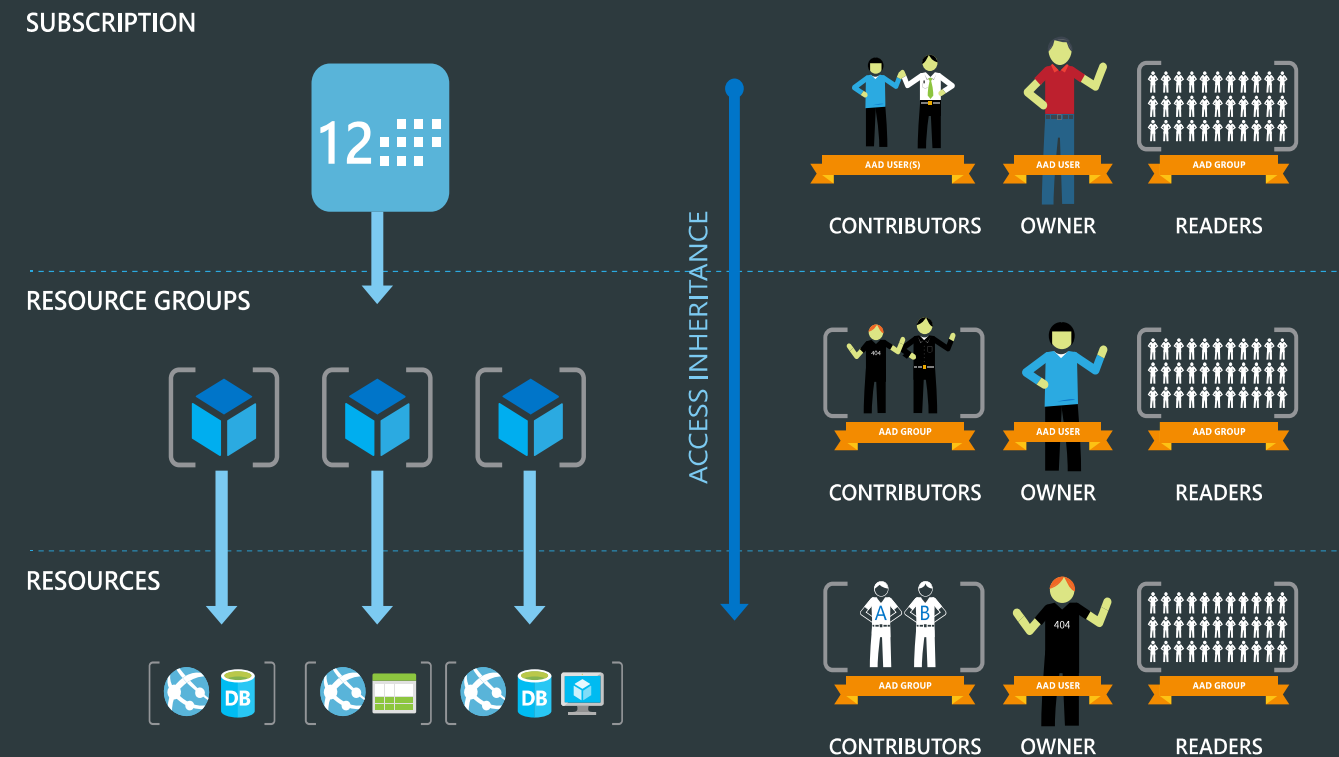 SUBSCRIPTION
12
AAD USER(S)
AAD USER
AAD GROUP
CONTRIBUTORS
OWNER
READERS
ACCESS INHERITANCE
RESOURCE GROUPS
404
AAD GROUP
AAD USER
AAD GROUP
CONTRIBUTORS
OWNER
READERS
RESOURCES
A
B
404
DB
DB
AAD GROUP
AAD USER
AAD GROUP
CONTRIBUTORS
OWNER
READERS